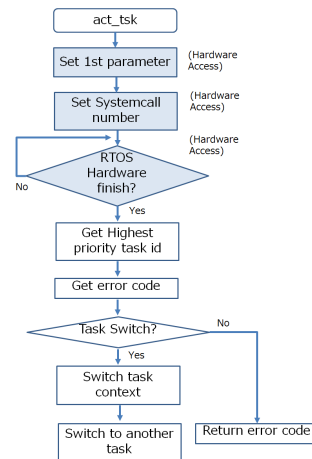 act_tsk
Set 1st parameter
(Hardware
Access)
Set Systemcall
number
(Hardware
Access)
(Hardware
Access)
RTOS
Hardware
finish?
No
Yes
Get Highest
priority task id
Get error code
Task Switch?
No
Yes
Switch task
context
Switch to another
task
Return error code